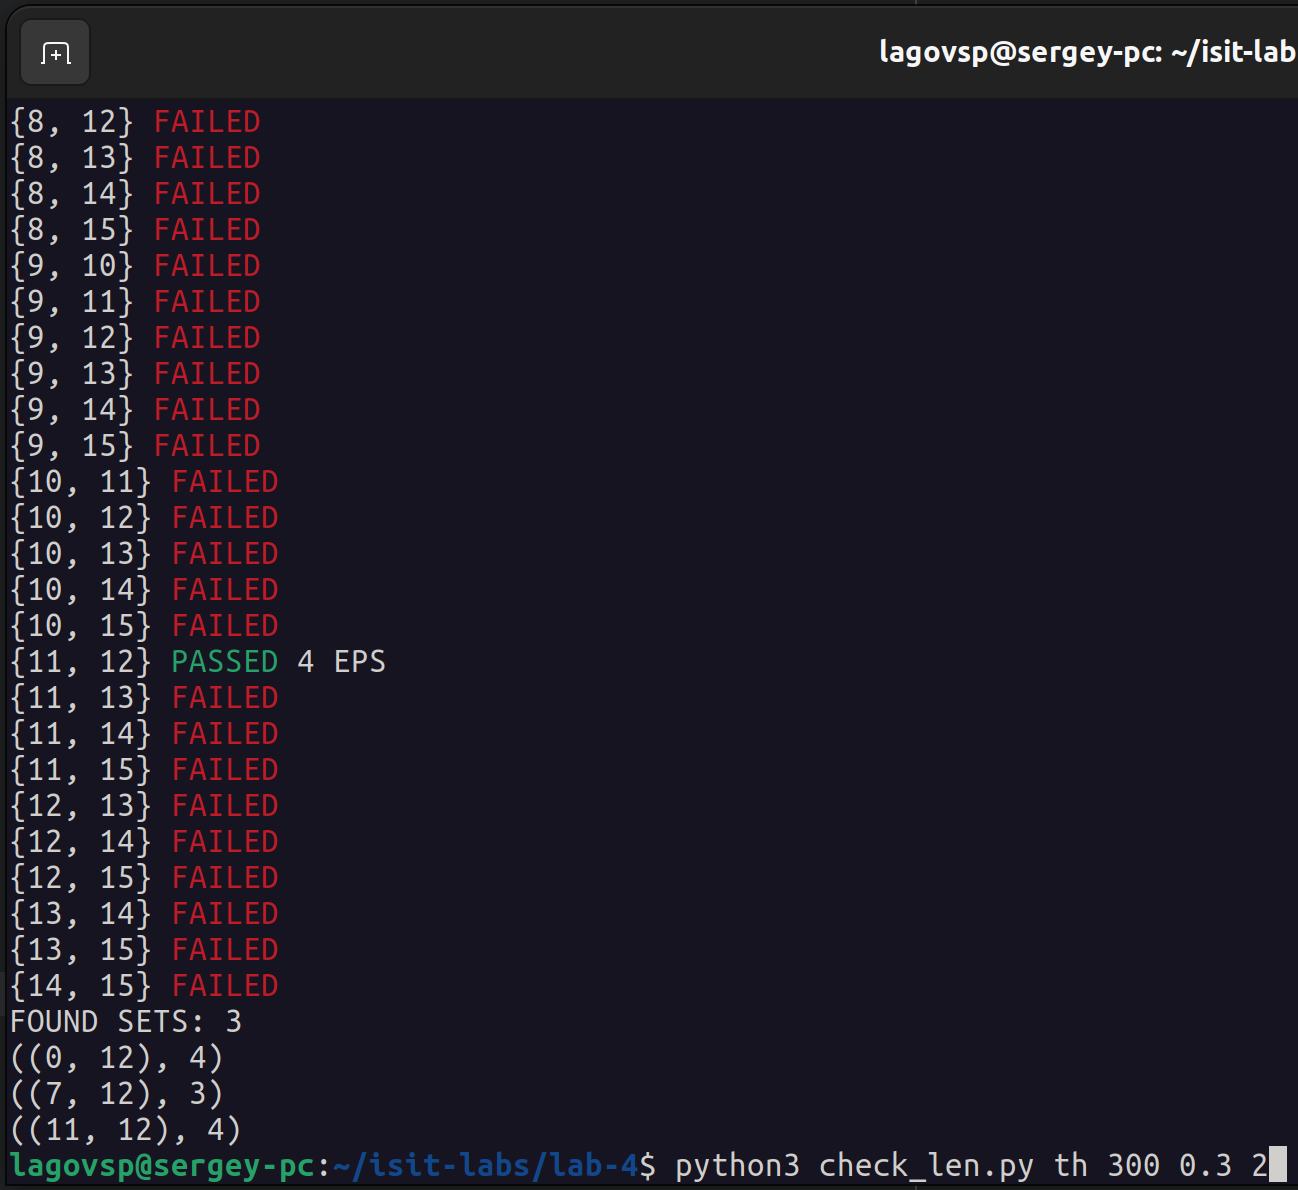 lagovsp@sergey-pc: ~/isit-lab
{8, 12} FAILED
{8, 13} FAILED
{8, 14} FAILED
{8, 15} FAILED
{9, 10} FAILED
{9, 11} FAILED
{9, 12} FAILED
{9, 13} FAILED
{9, 14} FAILED
{9, 15} FAILED
{10, 11} FAILED
{10, 12} FAILED
{10, 13} FAILED
{10, 14} FAILED
{10, 15} FAILED
{11, 12} PASSED 4 EPS
{11, 13} FAILED
{11, 14} FAILED
{11, 15} FAILED
{12, 13} FAILED
{12, 14} FAILED
{12, 15} FAILED
{13, 14} FAILED
{13, 15} FAILED
{14, 15} FAILED
FOUND SETS: 3
((0, 12), 4)
((7, 12), 3)
((11, 12), 4)
lagovsp@sergey-pc:~/isit-labs/lab-4$ python3 check_len.py th 300 0.3 2